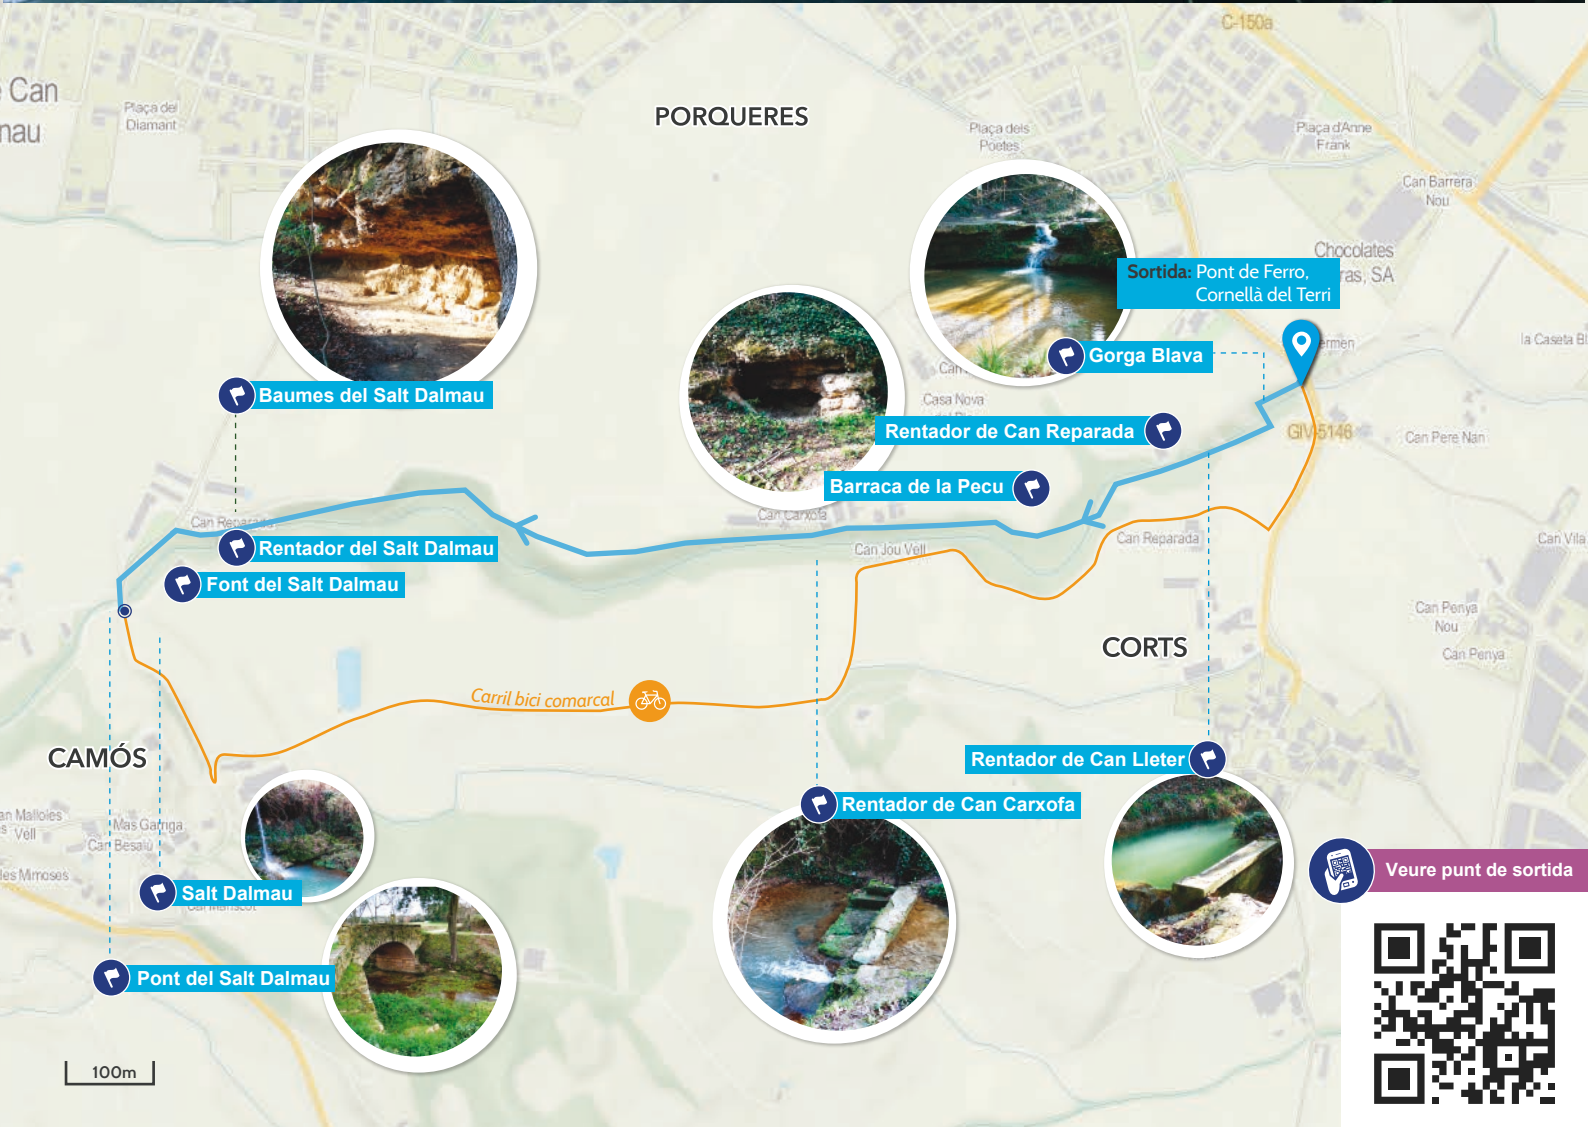 C-150a
Can
nau
Plaça del
Diamant
PORQUERES
Plaça dels
Poetes
Plaça d'Anne
Frank
Can Barrera
Nou
Chocolates
ras, SA
Sortida: Pont de Ferro,
Cornellà del Terri
la Caseta Bl
Gorga Blava
Casa Nova
Baumes del Salt Dalmau
Rentador de Can Reparada
GIV-5146
Can Pere Nan
Barraca de la Pecu
Can Reparada
Can Carxofa
Can Jou Vell
Can Reparada
Can Vila
Rentador del Salt Dalmau
Font del Salt Dalmau
Can Penya
Nou
Can Penya
CORTS
Carril bici comarcal
CAMÓS
Rentador de Can Lleter
Rentador de Can Carxofa
an Malloles
Vell
Mas Garriga
Can Besaiú
les Mimoses
Veure punt de sortida
Salt Dalmau
Pont del Salt Dalmau
100m